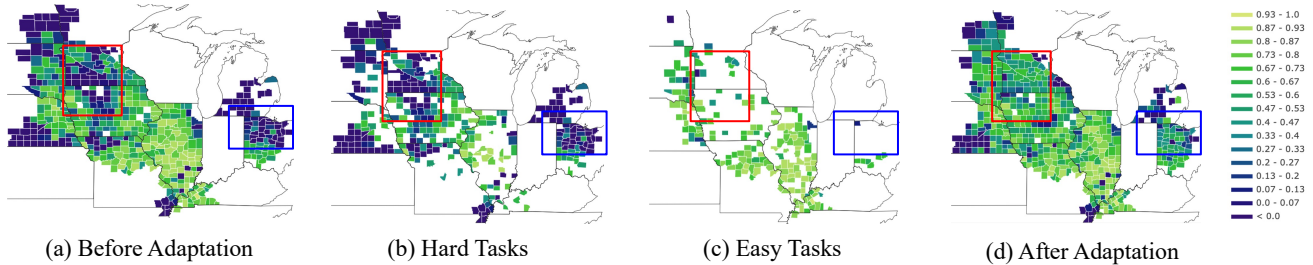 0.93 - 1.0
0.87 - 0.93
0.8 - 0.87
0.73 - 0.8
0.67 - 0.73
0.6 - 0.67
0.53 - 0.6
0.47 - 0.53
0.4 - 0.47
0.33 - 0.4
0.27 - 0.33
0.2 - 0.27
0.13 - 0.2
0.07 - 0.13
0.0 - 0.07
< 0.0
(a) Before Adaptation
(b) Hard Tasks
(c) Easy Tasks
(d) After Adaptation